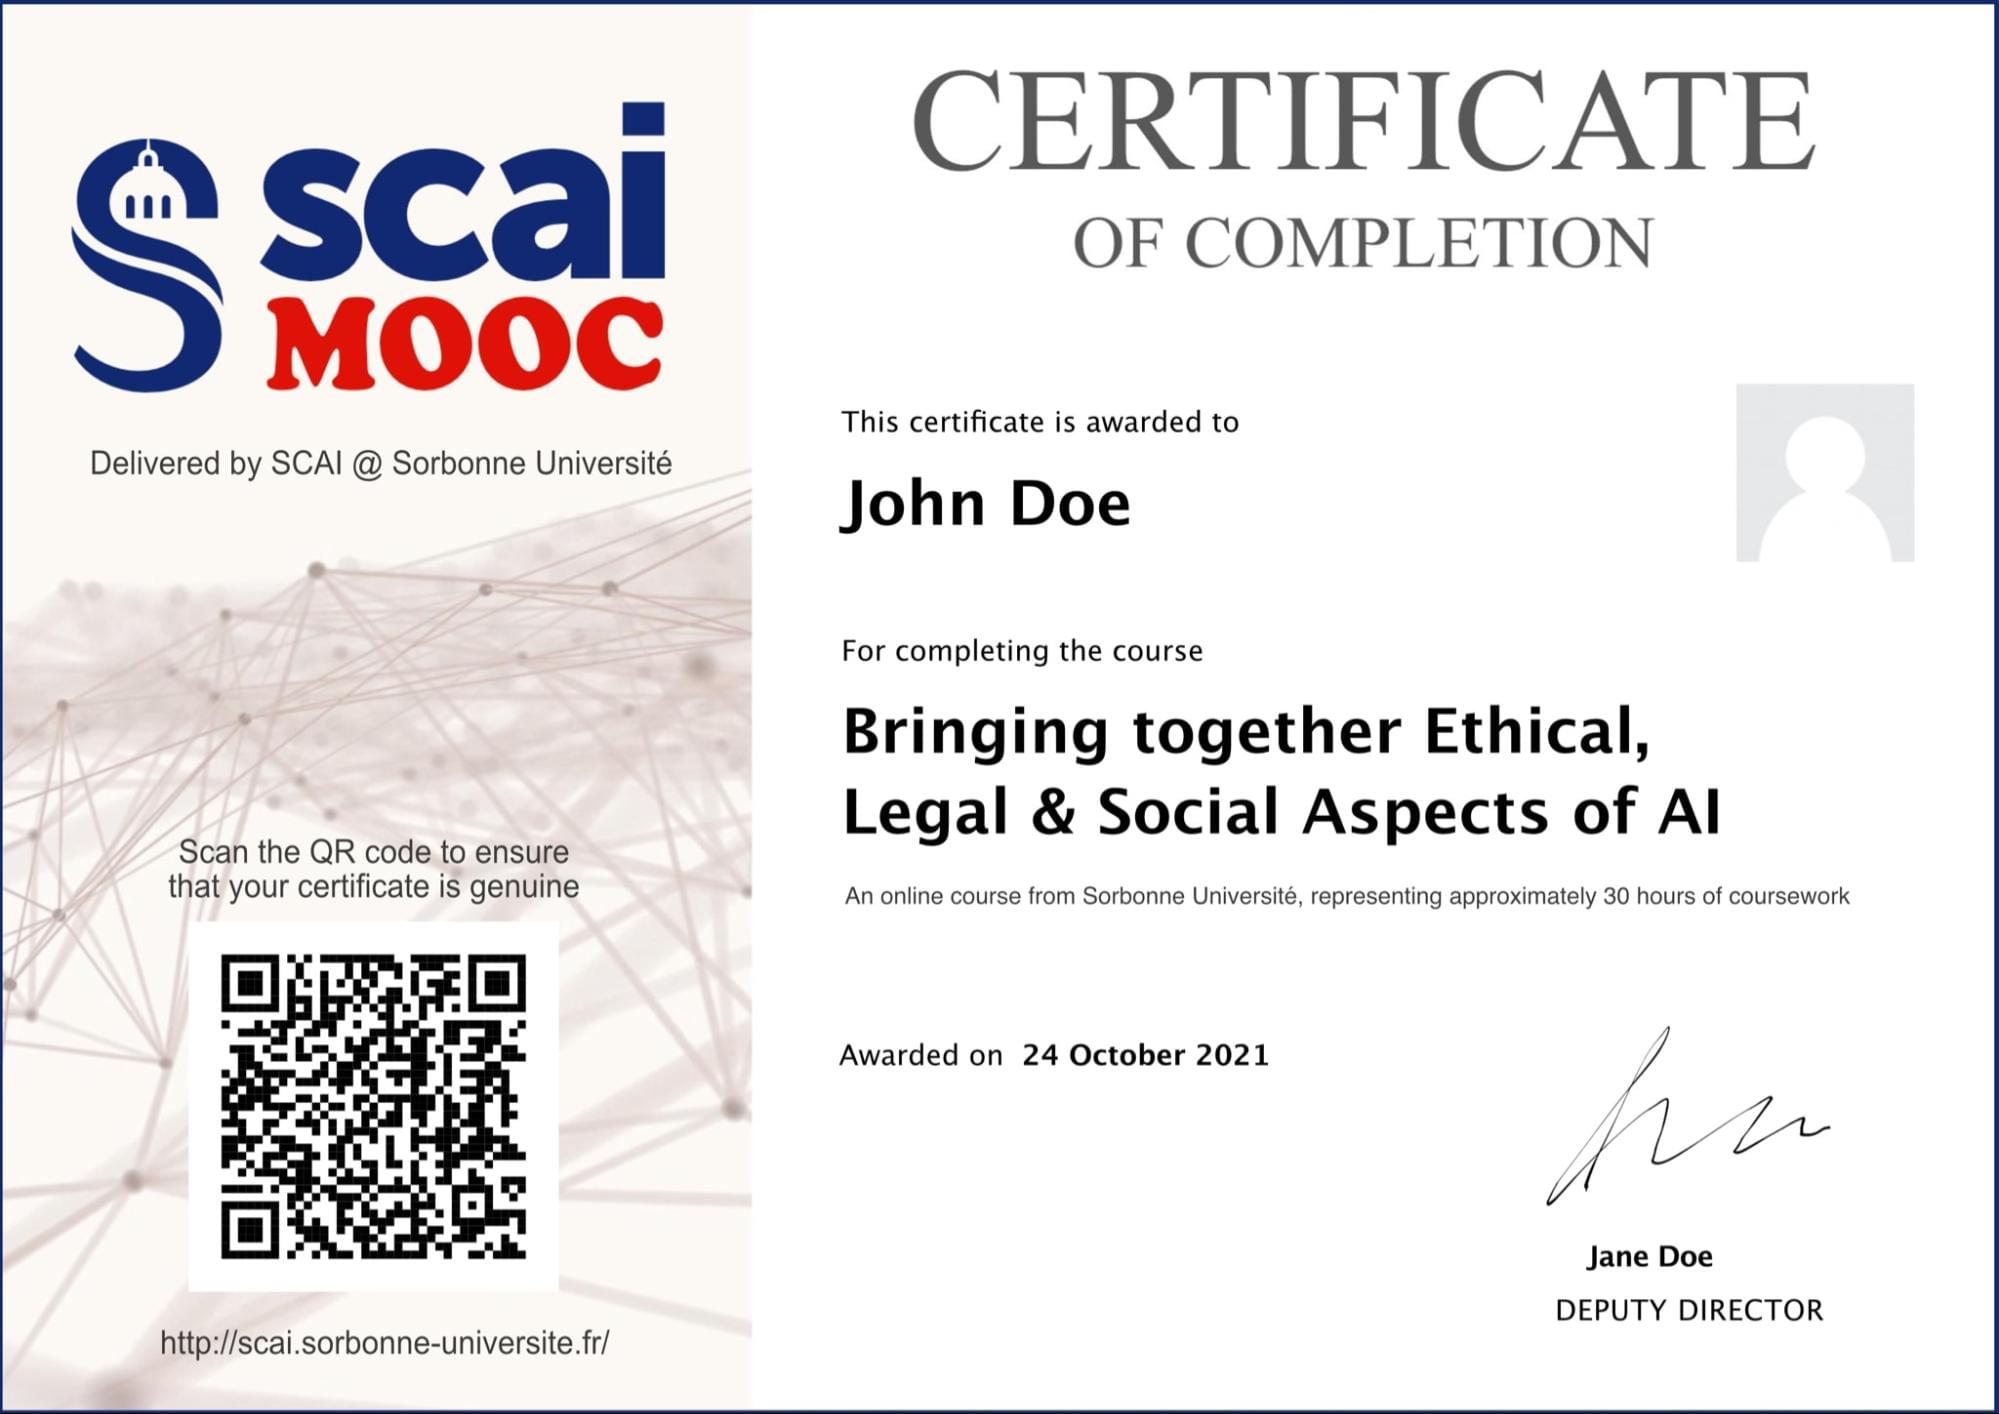 scai
MOOC
Delivered by SCAI @ Sorbonne Université
Scan the QR code to ensure
that your certificate is genuine
http://scai.sorbonne-universite.fr/
CERTIFICATE
OF COMPLETION
This certificate is awarded to
John Doe
For completing the course
Bringing together Ethical,
Legal & Social Aspects of AI
An online course from Sorbonne Université, representing approximately 30 hours of coursework
Awarded on 24 October 2021
Jane Doe
DEPUTY DIRECTOR